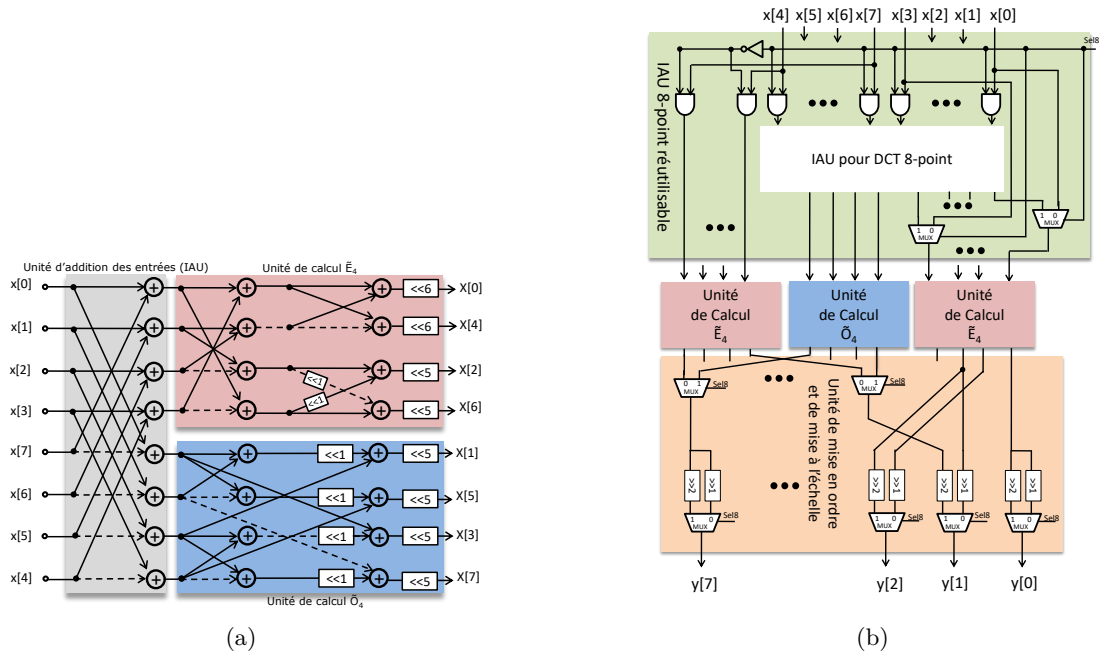 Unité d'addition des entrées (IAU)
Unité de calcul Ẽ4
x[0]
<<6
X[0]
x[1]
<<6
X[4]
x[2]
<<1
<<5
X[2]
x[3]
<<1
<<5
X[6]
x[7]
<<1
<<5
X[1]
x[6]
<<1
<<5
X[5]
x[5]
<<1
<<5
X[3]
x[4]
<<1
<<5
X[7]
Unité de calcul Õ4
(a)
x[4] x[5] x[6] x[7] x[3] x[2] x[1] x[0]
Sel8
IAU 8-point réutilisable
IAU pour DCT 8-point
1 0
MUX
1 0
MUX
Unité
de Calcul
Ẽ4
Unité
de Calcul
Õ4
Unité
de Calcul
Ẽ4
0 1
MUX
Sel8
0 1
MUX
Sel8
Unité de mise en ordre
et de mise à l'échelle
>>2 >>1
>>2 >>1
>>2 >>1
>>2 >>1
1 0
MUX
Sel8
1 0
MUX
Sel8
1 0
MUX
Sel8
1 0
MUX
Sel8
y[7] y[2] y[1] y[0]
(b)